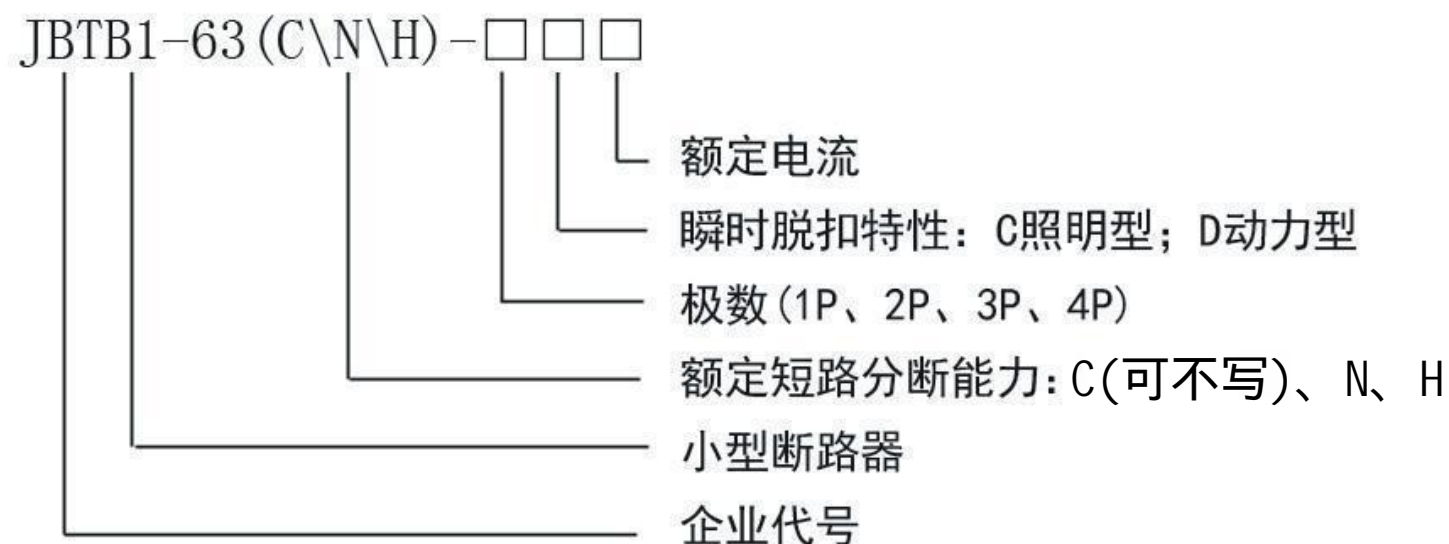 JBTB1-63(C\N\H)-□□□
额定电流
瞬时脱扣特性：C照明型；D动力型
极数(1P、2P、3P、4P)
额定短路分断能力:C(可不写)、N、H
小型断路器
企业代号